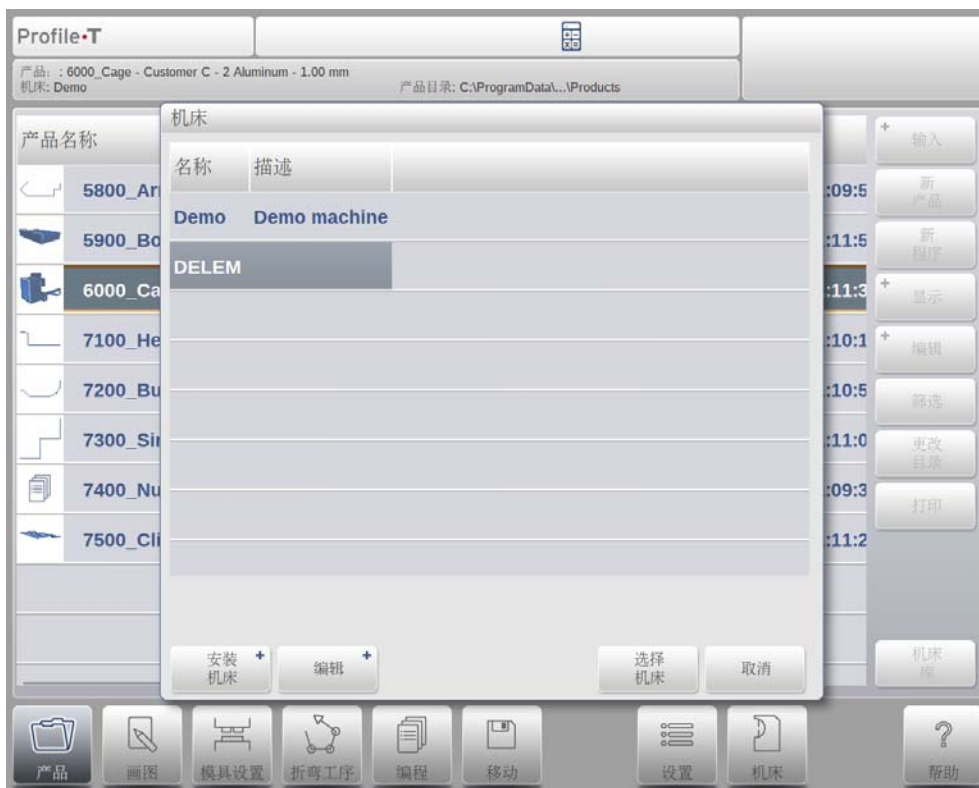 Profile-T
产品: : 6000_Cage - Customer C - 2 Aluminum - 1.00 mm
机床: Demo
产品目录: C:\ProgramData\...\Products
产品名称
机床
名称 描述
Demo Demo machine
DELEM
5800_Ar
:09:5
5900_Bo
:11:5
6000_Ca
:11:3
7100_He
:10:1
7200_Bu
:10:5
7300_Sir
:11:0
7400_Nu
:09:3
7500_Cli
:11:2
安装
机床
+
编辑
+
选择
机床
取消
+
输入
新
产品
新
程序
+
显示
+
编辑
筛选
更改
目录
打印
机床
库
产品
画图
模具设置
折弯工序
编程
移动
设置
机床
?
帮助